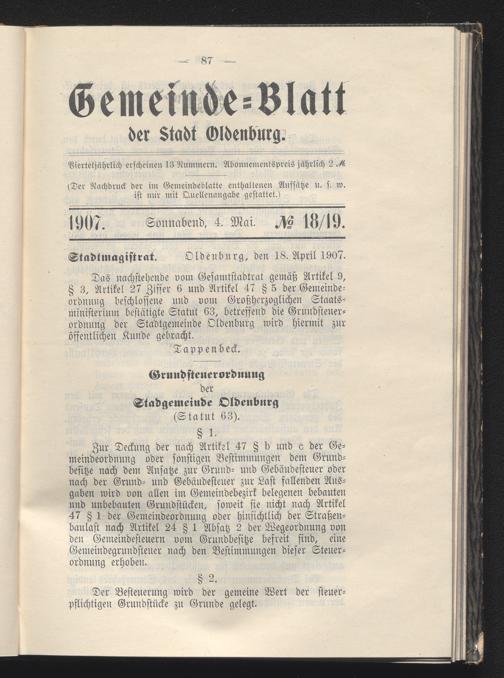 — 87 —
Gemeinde=Blatt
der Stadt Oldenburg.
Vierteljährlich erscheinen 13 Nummern. Abonnementspreis jährlich 2 ℳ
(Der Nachdruck der im Gemeindeblatte enthaltenen Aufsätze u. s. w.
ist nur mit Quellenangabe gestattet.)
1907. Sonnabend, 4. Mai. № 18/19.
Stadtmagistrat. Oldenburg, den 18. April 1907.
Das nachstehende vom Gesamtstadtrat gemäß Artikel 9,
§ 3, Artikel 27 Ziffer 6 und Artikel 47 § 5 der Gemeinde-
ordnung beschlossene und vom Großherzoglichen Staats-
ministerium bestätigte Statut 63, betreffend die Grundsteuer-
ordnung der Stadtgemeinde Oldenburg wird hiermit zur
öffentlichen Kunde gebracht.
Tappenbeck.
Grundsteuerordnung
der
Stadgemeinde Oldenburg
(Statut 63).
§ 1.
Zur Deckung der nach Artikel 47 § b und c der Ge-
meindeordnung oder sonstigen Bestimmungen dem Grund-
besitze nach dem Ansatze zur Grund- und Gebäudesteuer oder
nach der Grund- und Gebäudesteuer zur Last fallenden Aus-
gaben wird von allen im Gemeindebezirk belegenen bebauten
und unbebauten Grundstücken, soweit sie nicht nach Artikel
47 § 1 der Gemeindeordnung oder hinsichtlich der Straßen-
baulast nach Artikel 24 § 1 Absatz 2 der Wegeordnung von
den Gemeindesteuern vom Grundbesitze befreit sind, eine
Gemeindegrundsteuer nach den Bestimmungen dieser Steuer-
ordnung erhoben.
§ 2.
Der Besteuerung wird der gemeine Wert der steuer-
pflichtigen Grundstücke zu Grunde gelegt.